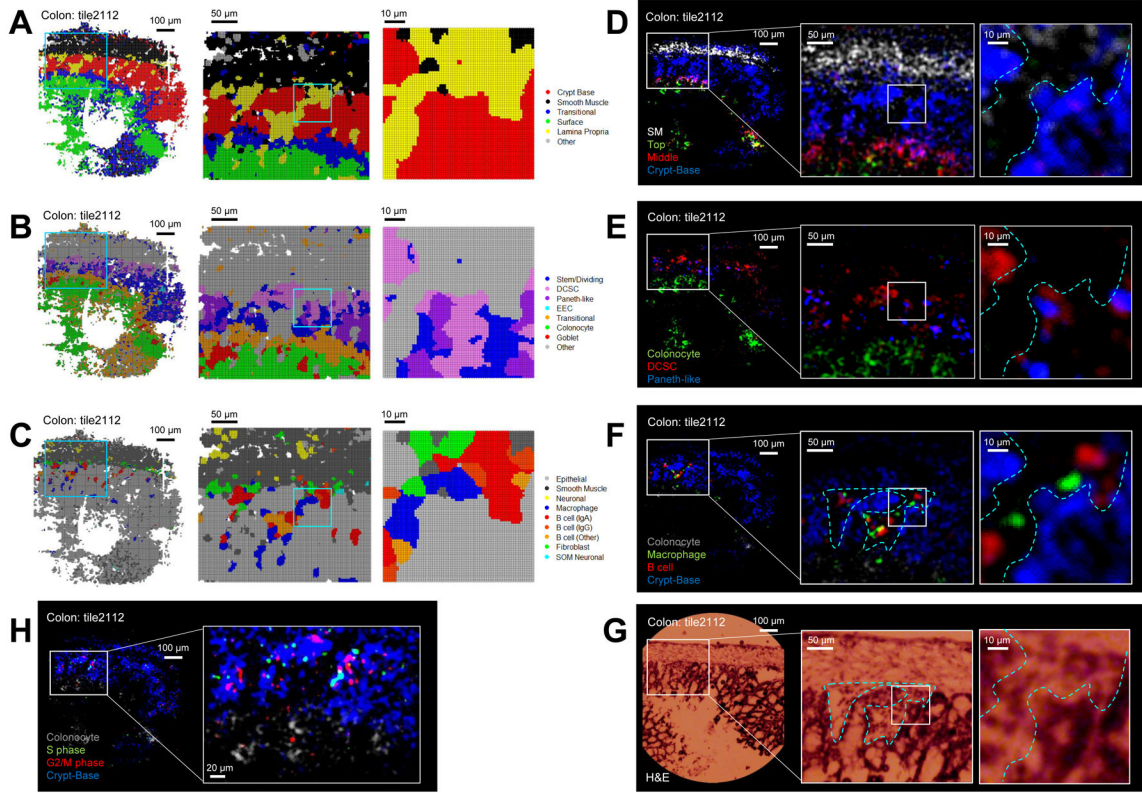 A
Colon: tile2112
100 µm
50 µm
10 µm
Crypt Base
Smooth Muscle
Transitional
Surface
Lamina Propria
Other
B
Colon: tile2112
100 µm
50 µm
10 µm
Stem/Dividing
DCSC
Paneth-like
EEC
Transitional
Colonocyte
Goblet
Other
C
Colon: tile2112
100 µm
50 µm
10 µm
Epithelial
Smooth Muscle
Neuronal
Macrophage
B cell (IgA)
B cell (IgG)
B cell (Other)
Fibroblast
SOM Neuronal
D
Colon: tile2112
100 µm
50 µm
10 µm
SM
Top
Middle
Crypt-Base
E
Colon: tile2112
100 µm
50 µm
10 µm
Colonocyte
DCSC
Paneth-like
F
Colon: tile2112
100 µm
50 µm
10 µm
Colonocyte
Macrophage
B cell
Crypt-Base
H
Colon: tile2112
100 µm
Colonocyte
S phase
G2/M phase
Crypt-Base
20 µm
G
Colon: tile2112
100 µm
50 µm
10 µm
H&E